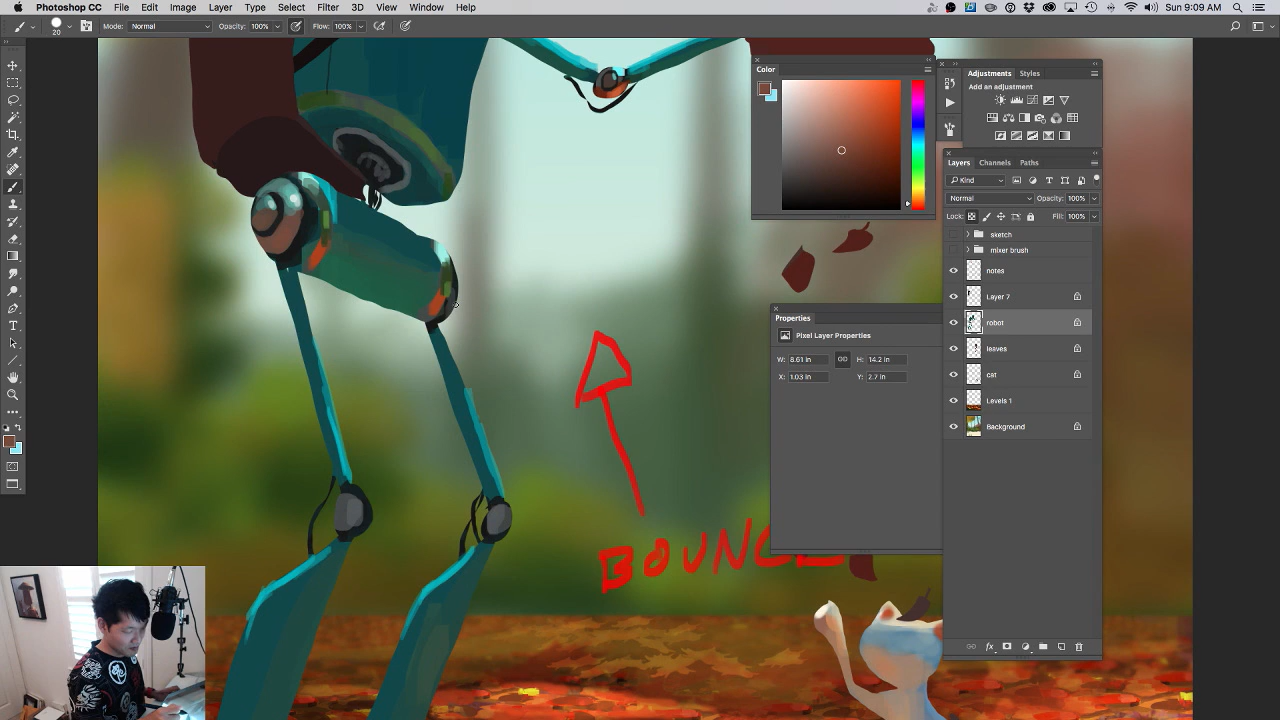 Photoshop CC File Edit Image Layer Type Select Filter 3D View Window Help Sun 9:09 AM
20 Mode: Normal Opacity: 100% Flow: 100%
Color
Adjustments Styles
Add an adjustment
Layers Channels Paths
Kind
Normal Opacity: 100%
Lock: Fill: 100%
sketch
mixer brush
notes
Layer 7
robot
leaves
cat
Levels 1
Background
Properties
Pixel Layer Properties
W: 8.61 in H: 14.2 in
X: 1.03 in Y: 2.7 in
fx